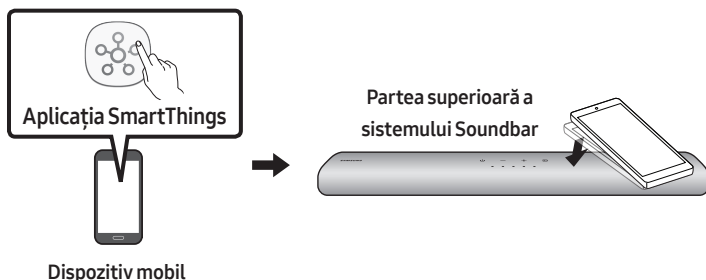 Aplicația SmartThings
Partea superioară a
sistemului Soundbar
Dispozitiv mobil